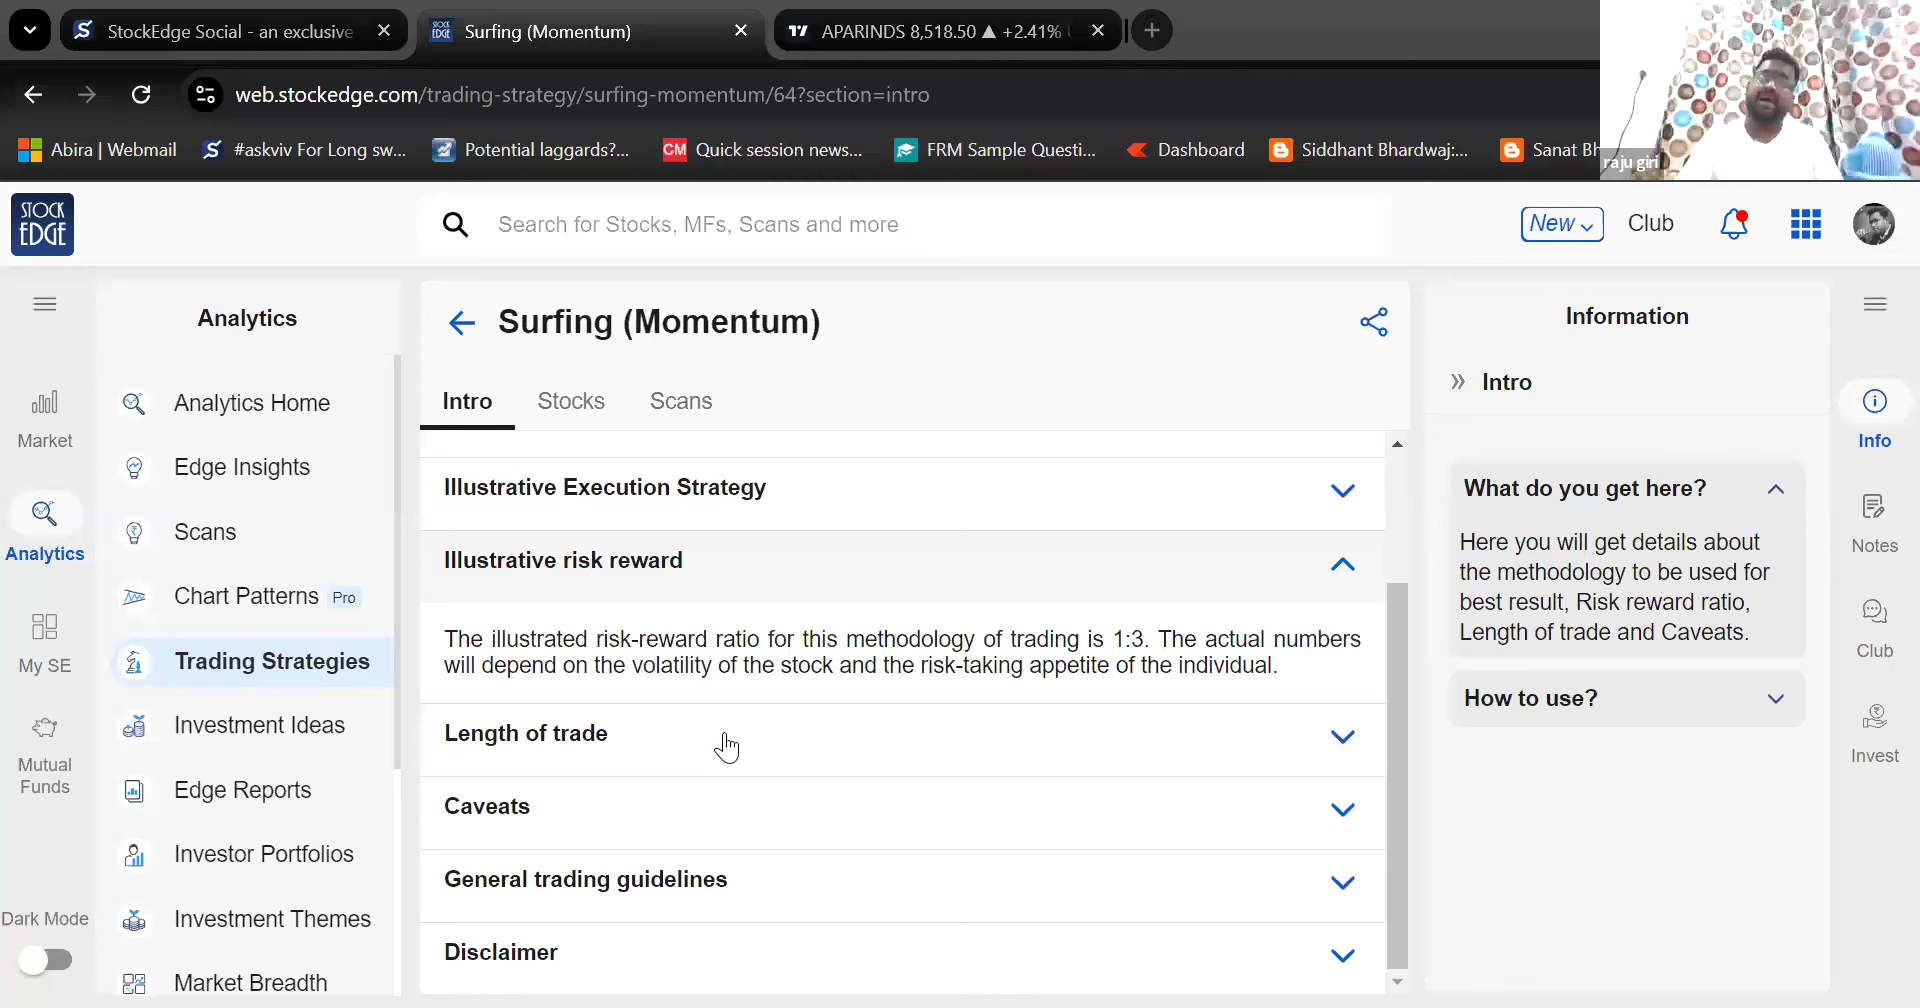 StockEdge Social - an exclusive
Surfing (Momentum)
APARINDS 8,518.50 ▲ +2.41%
web.stockedge.com/trading-strategy/surfing-momentum/64?section=intro
Abira | Webmail
#askviv For Long sw...
Potential laggards?...
CM Quick session news...
FRM Sample Questi...
Dashboard
Siddhant Bhardwaj:...
Sanat Bh
raju giri
STOCK
EDGE
Search for Stocks, MFs, Scans and more
New
Club
Market
Analytics
My SE
Mutual
Funds
Dark Mode
Analytics
Analytics Home
Edge Insights
Scans
Chart Patterns Pro
Trading Strategies
Investment Ideas
Edge Reports
Investor Portfolios
Investment Themes
Market Breadth
Surfing (Momentum)
Intro
Stocks
Scans
Illustrative Execution Strategy
Illustrative risk reward
The illustrated risk-reward ratio for this methodology of trading is 1:3. The actual numbers
will depend on the volatility of the stock and the risk-taking appetite of the individual.
Length of trade
Caveats
General trading guidelines
Disclaimer
Information
Intro
What do you get here?
Here you will get details about
the methodology to be used for
best result, Risk reward ratio,
Length of trade and Caveats.
How to use?
Info
Notes
Club
Invest